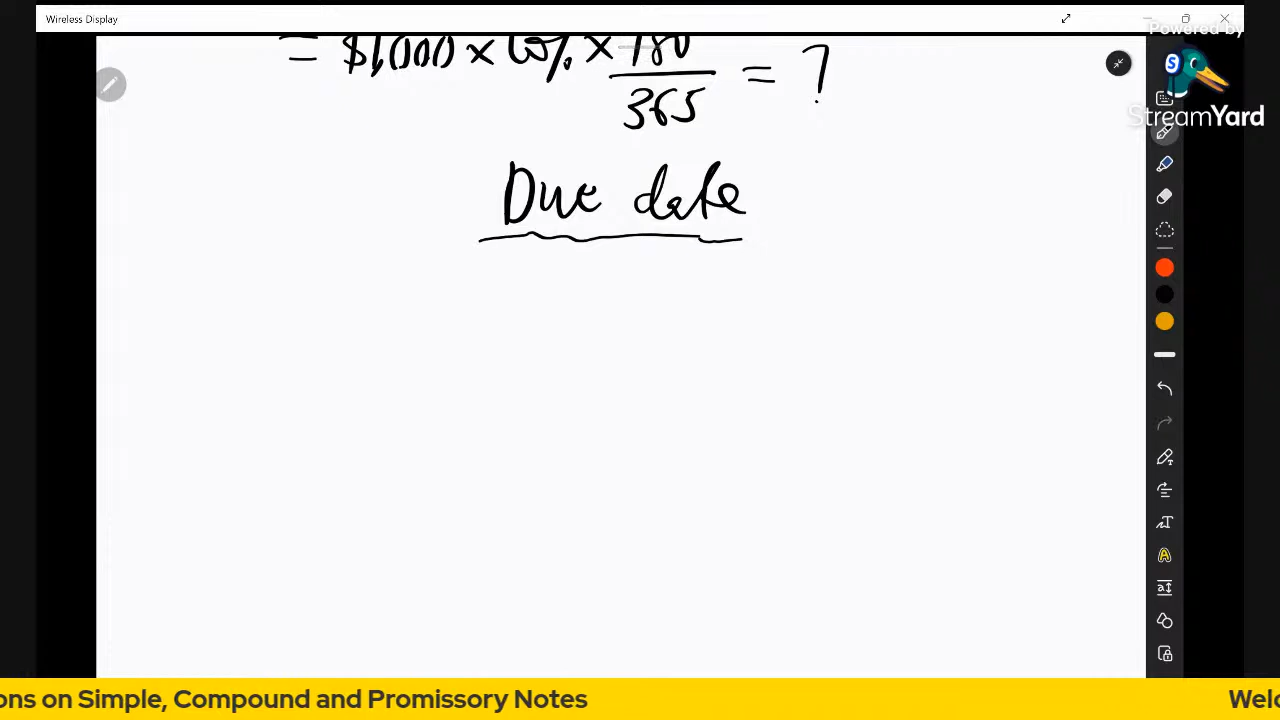 Wireless Display
Powered by
StreamYard
= $1,000 × 10% × 180
365
= ?
Due date
ons on Simple, Compound and Promissory Notes
Welc